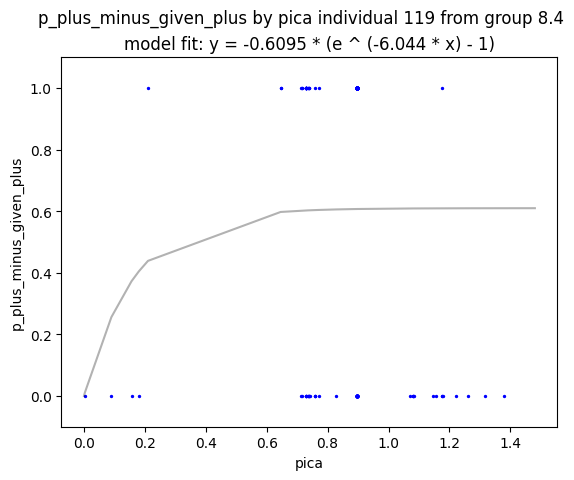 p_plus_minus_given_plus by pica individual 119 from group 8.4
model fit: y = -0.6095 * (e ^ (-6.044 * x) - 1)
p_plus_minus_given_plus
1.0
0.8
0.6
0.4
0.2
0.0
0.0 0.2 0.4 0.6 0.8 1.0 1.2 1.4
pica